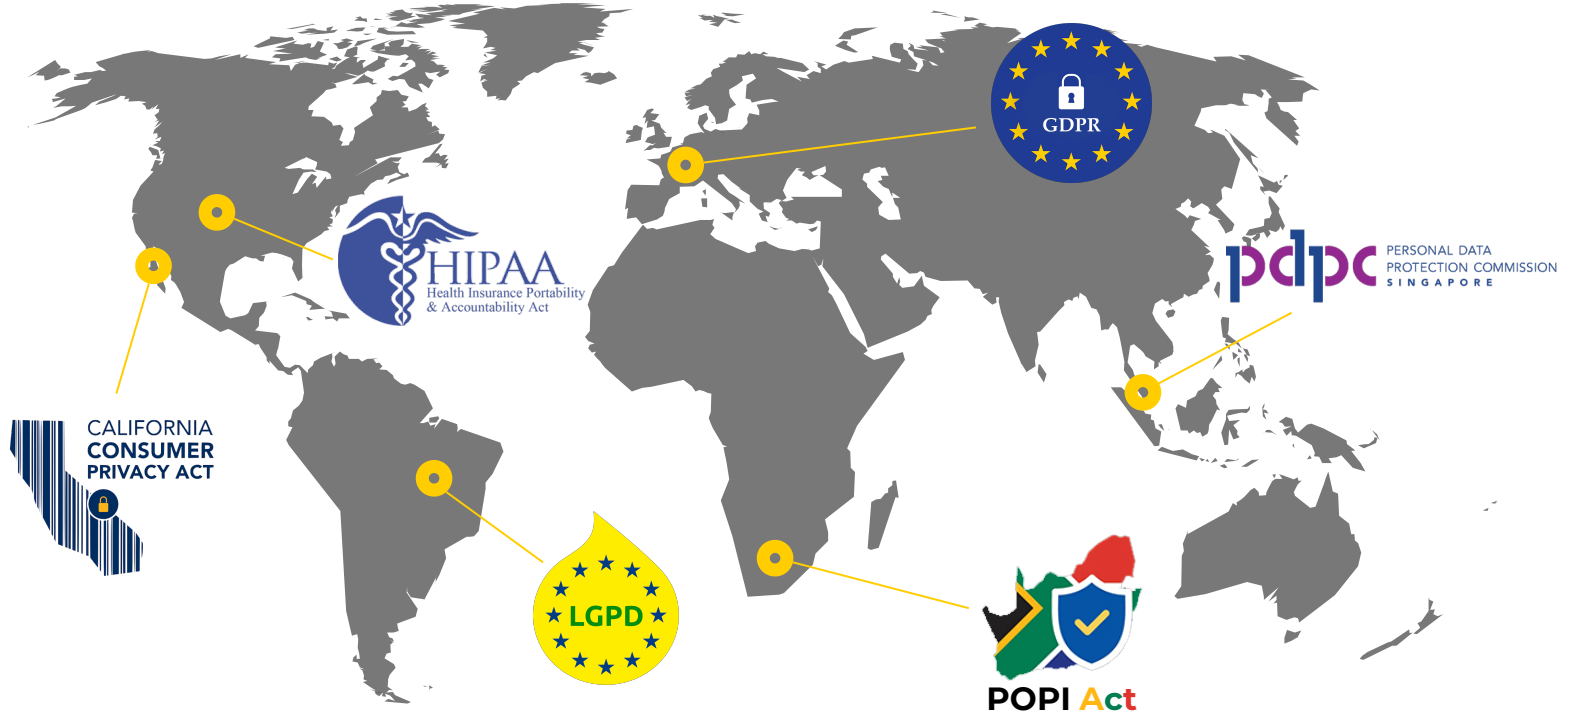 GDPR
HIPAA
Health Insurance Portability
& Accountability Act
pdpc
PERSONAL DATA
PROTECTION COMMISSION
SINGAPORE
CALIFORNIA
CONSUMER
PRIVACY ACT
LGPD
POPI Act